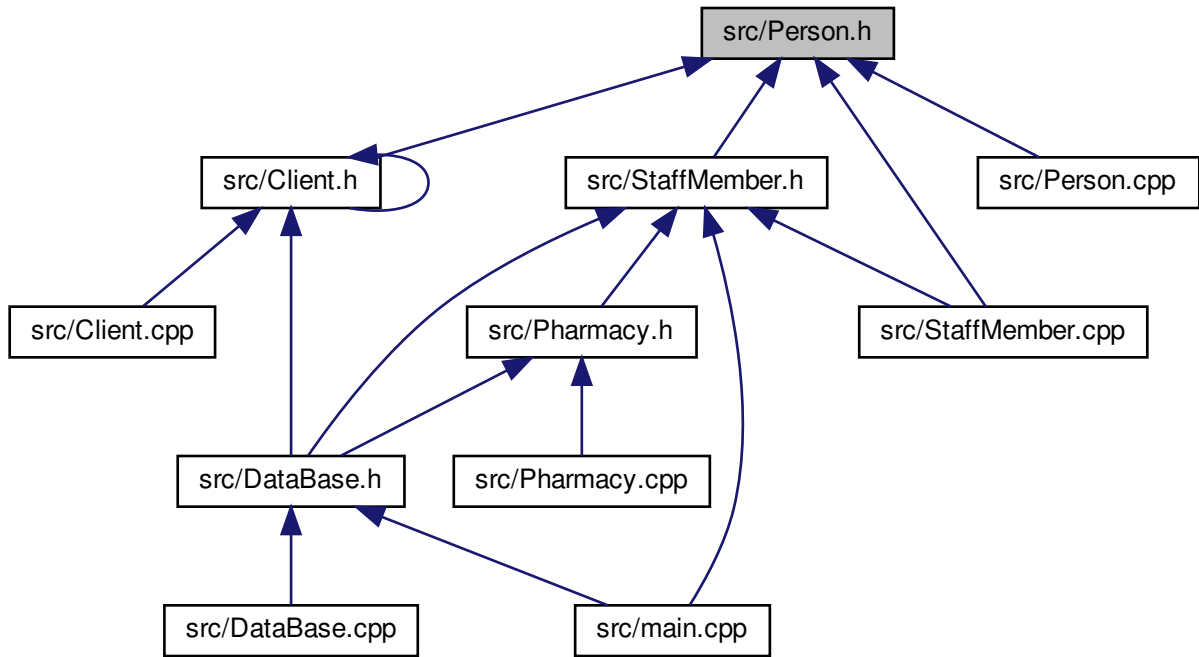 src/Person.h
src/Client.h
src/StaffMember.h
src/Person.cpp
src/Client.cpp
src/Pharmacy.h
src/StaffMember.cpp
src/DataBase.h
src/Pharmacy.cpp
src/DataBase.cpp
src/main.cpp